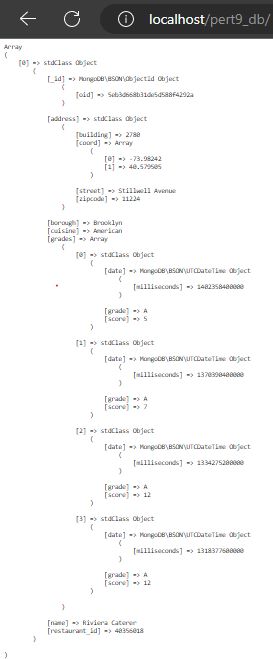 localhost/pert9_db/
Array
(
    [0] => stdClass Object
        (
            [_id] => MongoDB\BSON\ObjectId Object
                (
                    [oid] => 5eb3d668b31de5d588f4292a
                )

            [address] => stdClass Object
                (
                    [building] => 2780
                    [coord] => Array
                        (
                            [0] => -73.98242
                            [1] => 40.579505
                        )

                    [street] => Stillwell Avenue
                    [zipcode] => 11224
                )

            [borough] => Brooklyn
            [cuisine] => American
            [grades] => Array
                (
                    [0] => stdClass Object
                        (
                            [date] => MongoDB\BSON\UTCDateTime Object
                                (
                                    [milliseconds] => 1402358400000
                                )

                            [grade] => A
                            [score] => 5
                        )

                    [1] => stdClass Object
                        (
                            [date] => MongoDB\BSON\UTCDateTime Object
                                (
                                    [milliseconds] => 1370390400000
                                )

                            [grade] => A
                            [score] => 7
                        )

                    [2] => stdClass Object
                        (
                            [date] => MongoDB\BSON\UTCDateTime Object
                                (
                                    [milliseconds] => 1334275200000
                                )

                            [grade] => A
                            [score] => 12
                        )

                    [3] => stdClass Object
                        (
                            [date] => MongoDB\BSON\UTCDateTime Object
                                (
                                    [milliseconds] => 1318377600000
                                )

                            [grade] => A
                            [score] => 12
                        )

                )

            [name] => Riviera Caterer
            [restaurant_id] => 40356018
        )

)